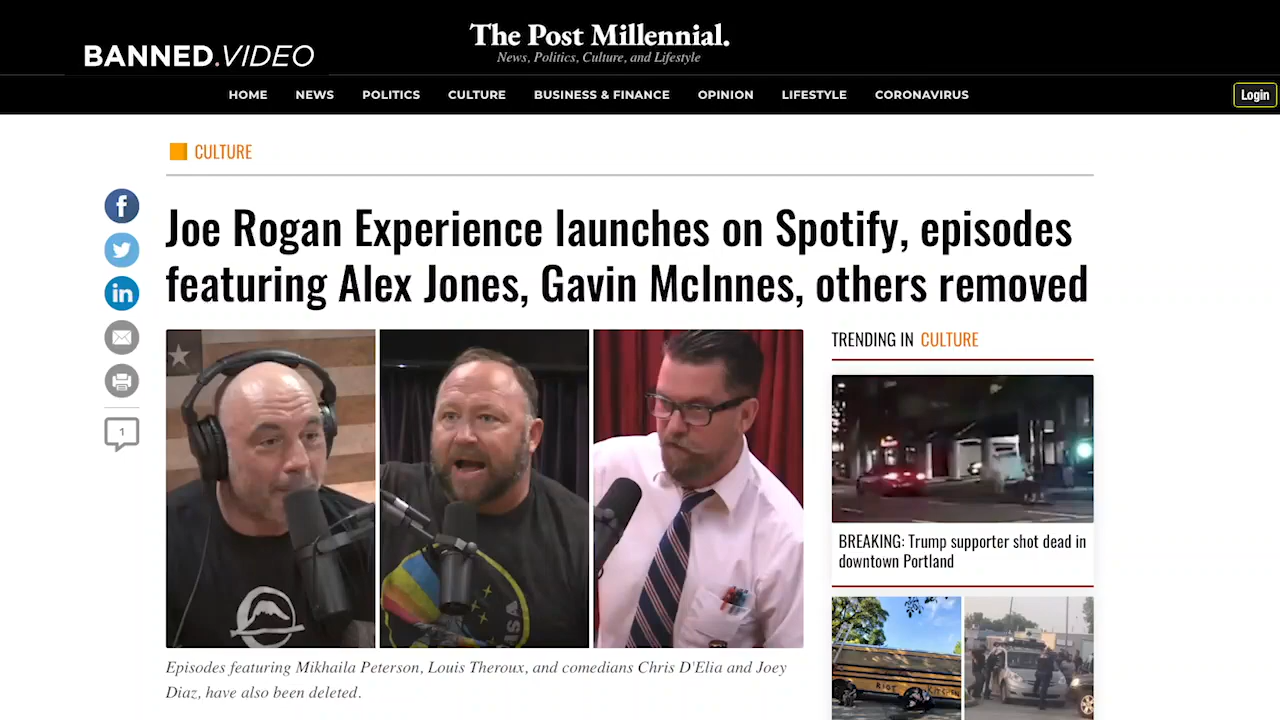 BANNED.VIDEO
The Post Millennial.
News, Politics, Culture, and Lifestyle
HOME NEWS POLITICS CULTURE BUSINESS & FINANCE OPINION LIFESTYLE CORONAVIRUS
Login
CULTURE
Joe Rogan Experience launches on Spotify, episodes
featuring Alex Jones, Gavin McInnes, others removed
1
TRENDING IN CULTURE
BREAKING: Trump supporter shot dead in
downtown Portland
RIOT KITCHEN
Episodes featuring Mikhaila Peterson, Louis Theroux, and comedians Chris D'Elia and Joey
Diaz, have also been deleted.